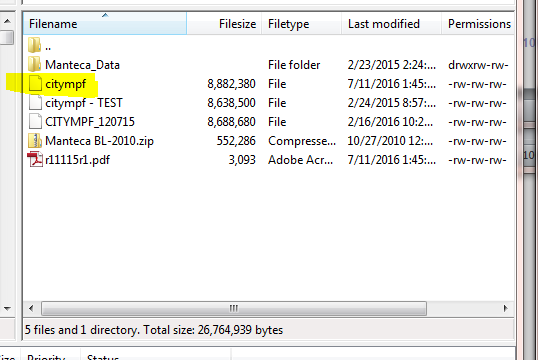 Filename Filesize Filetype Last modified Permissions
..
Manteca_Data File folder 2/23/2015 2:24:... drwxrw-rw-
citympf 8,882,380 File 7/11/2016 1:45:... -rw-rw-rw-
citympf - TEST 8,638,500 File 2/24/2015 8:57:... -rw-rw-rw-
CITYMPF_120715 8,688,680 File 2/16/2016 10:2... -rw-rw-rw-
Manteca BL-2010.zip 552,286 Compresse... 10/27/2010 12:... -rw-rw-rw-
r11115r1.pdf 3,093 Adobe Acr... 7/11/2016 1:45:... -rw-rw-rw-
5 files and 1 directory. Total size: 26,764,939 bytes
Size Priority Status